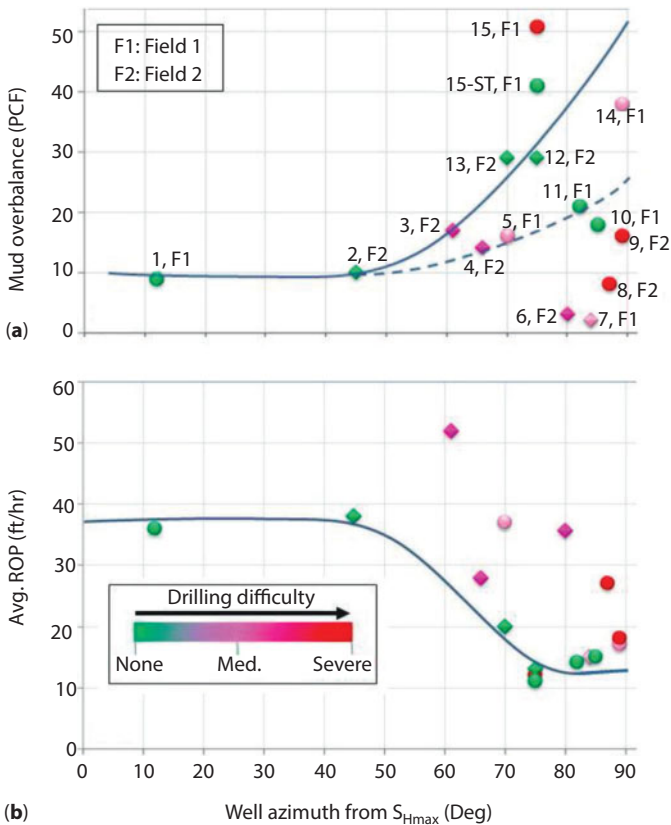 50
40
30
20
10
0
Mud overbalance (PCF)
(a)
F1: Field 1
F2: Field 2
15, F1
15-ST, F1
14, F1
13, F2
12, F2
11, F1
3, F2
5, F1
10, F1
9, F2
1, F1
2, F2
4, F2
8, F2
6, F2
7, F1
60
50
40
30
20
10
0
Avg. ROP (ft/hr)
Drilling difficulty
None Med. Severe
0 10 20 30 40 50 60 70 80 90
(b)
Well azimuth from SHmax (Deg)